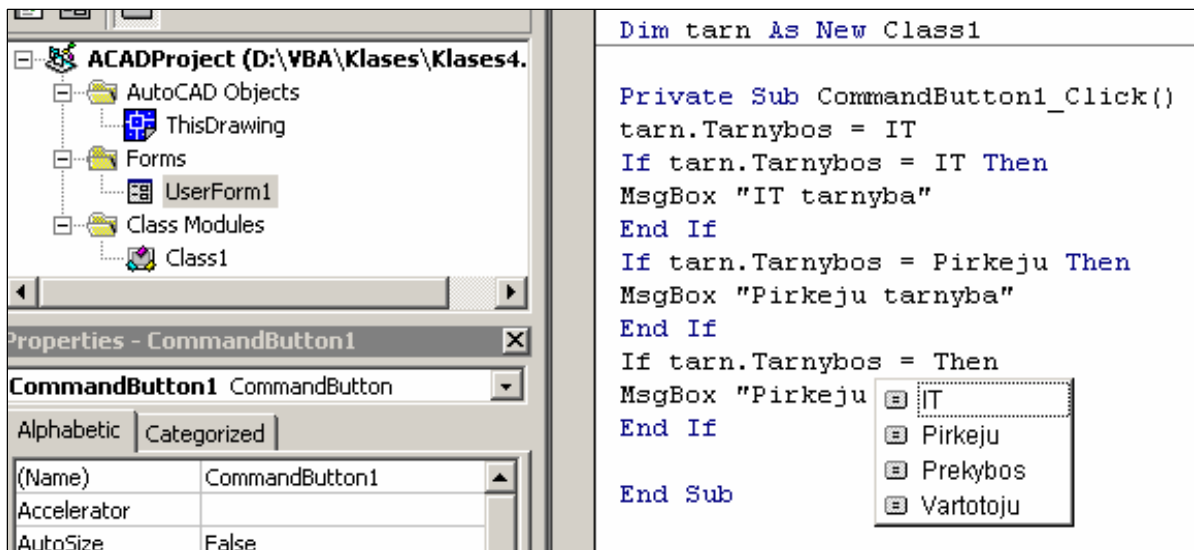 ACADProject (D:\VBA\Klases\Klases4.
AutoCAD Objects
ThisDrawing
Forms
UserForm1
Class Modules
Class1
Properties - CommandButton1
CommandButton1 CommandButton
Alphabetic
Categorized
(Name) CommandButton1
Accelerator
AutoSize False
Dim tarn As New Class1
Private Sub CommandButton1_Click()
tarn.Tarnybos = IT
If tarn.Tarnybos = IT Then
MsgBox "IT tarnyba"
End If
If tarn.Tarnybos = Pirkeju Then
MsgBox "Pirkeju tarnyba"
End If
If tarn.Tarnybos = Then
MsgBox "Pirkeju
End If
End Sub
IT
Pirkeju
Prekybos
Vartotoju